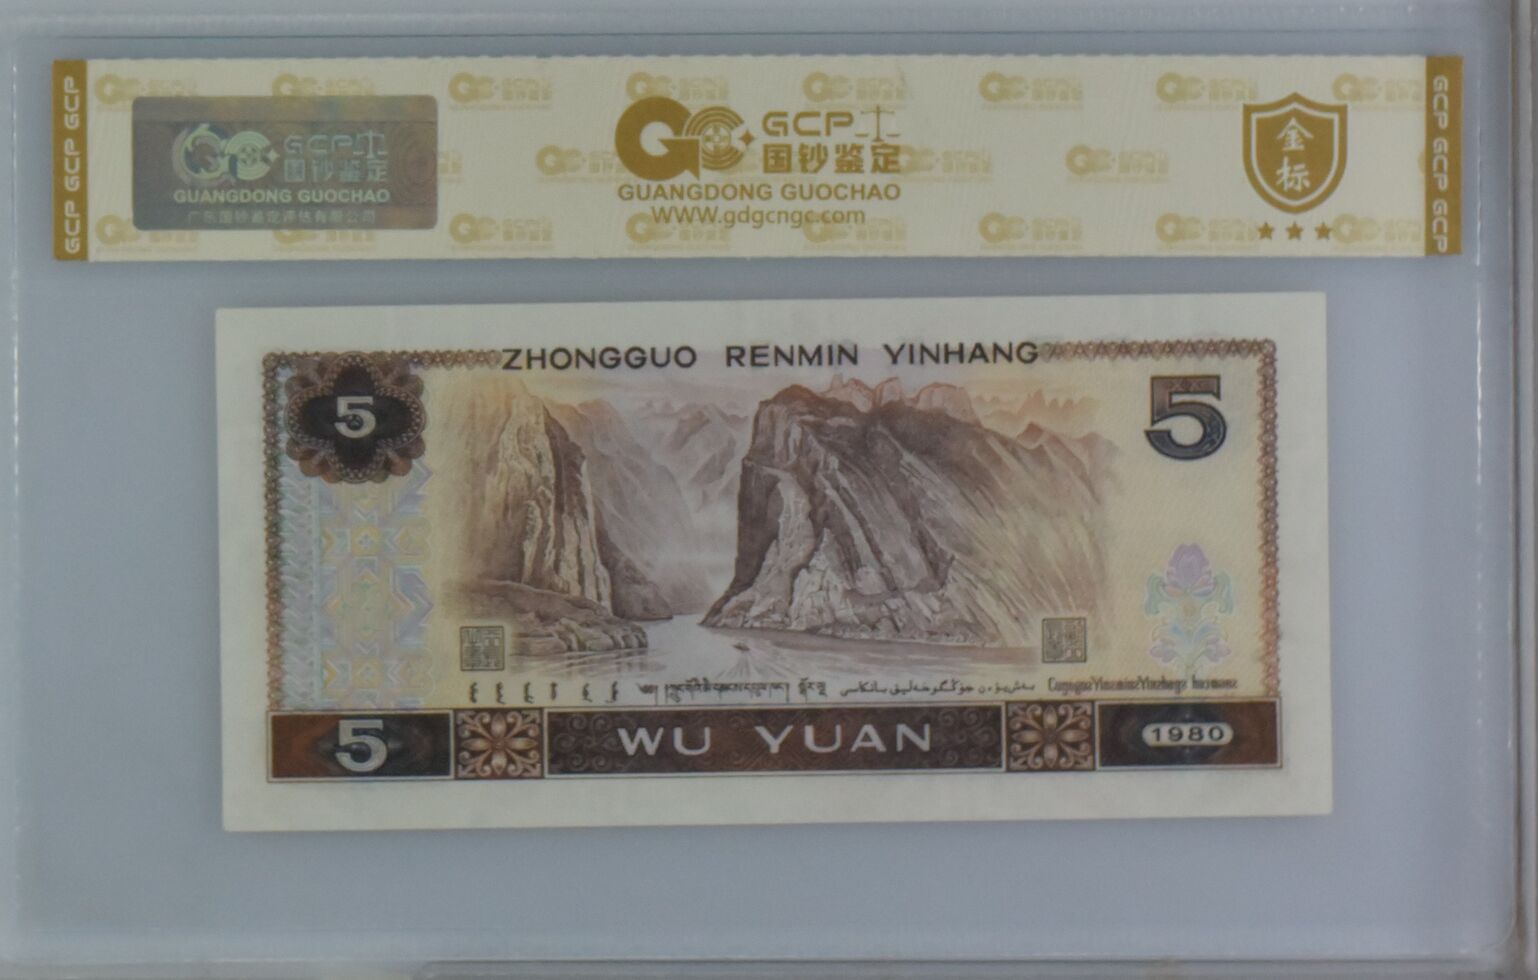 GCP GCP GCP
GCP
国钞鉴定
GUANGDONG GUOCHAO
广东国钞鉴定评估有限公司
GCP
国钞鉴定
GUANGDONG GUOCHAO
WWW.gdgcngc.com
金标
GCP GCP GCP
ZHONGGUO RENMIN YINHANG
5
5
5
WU YUAN
1980